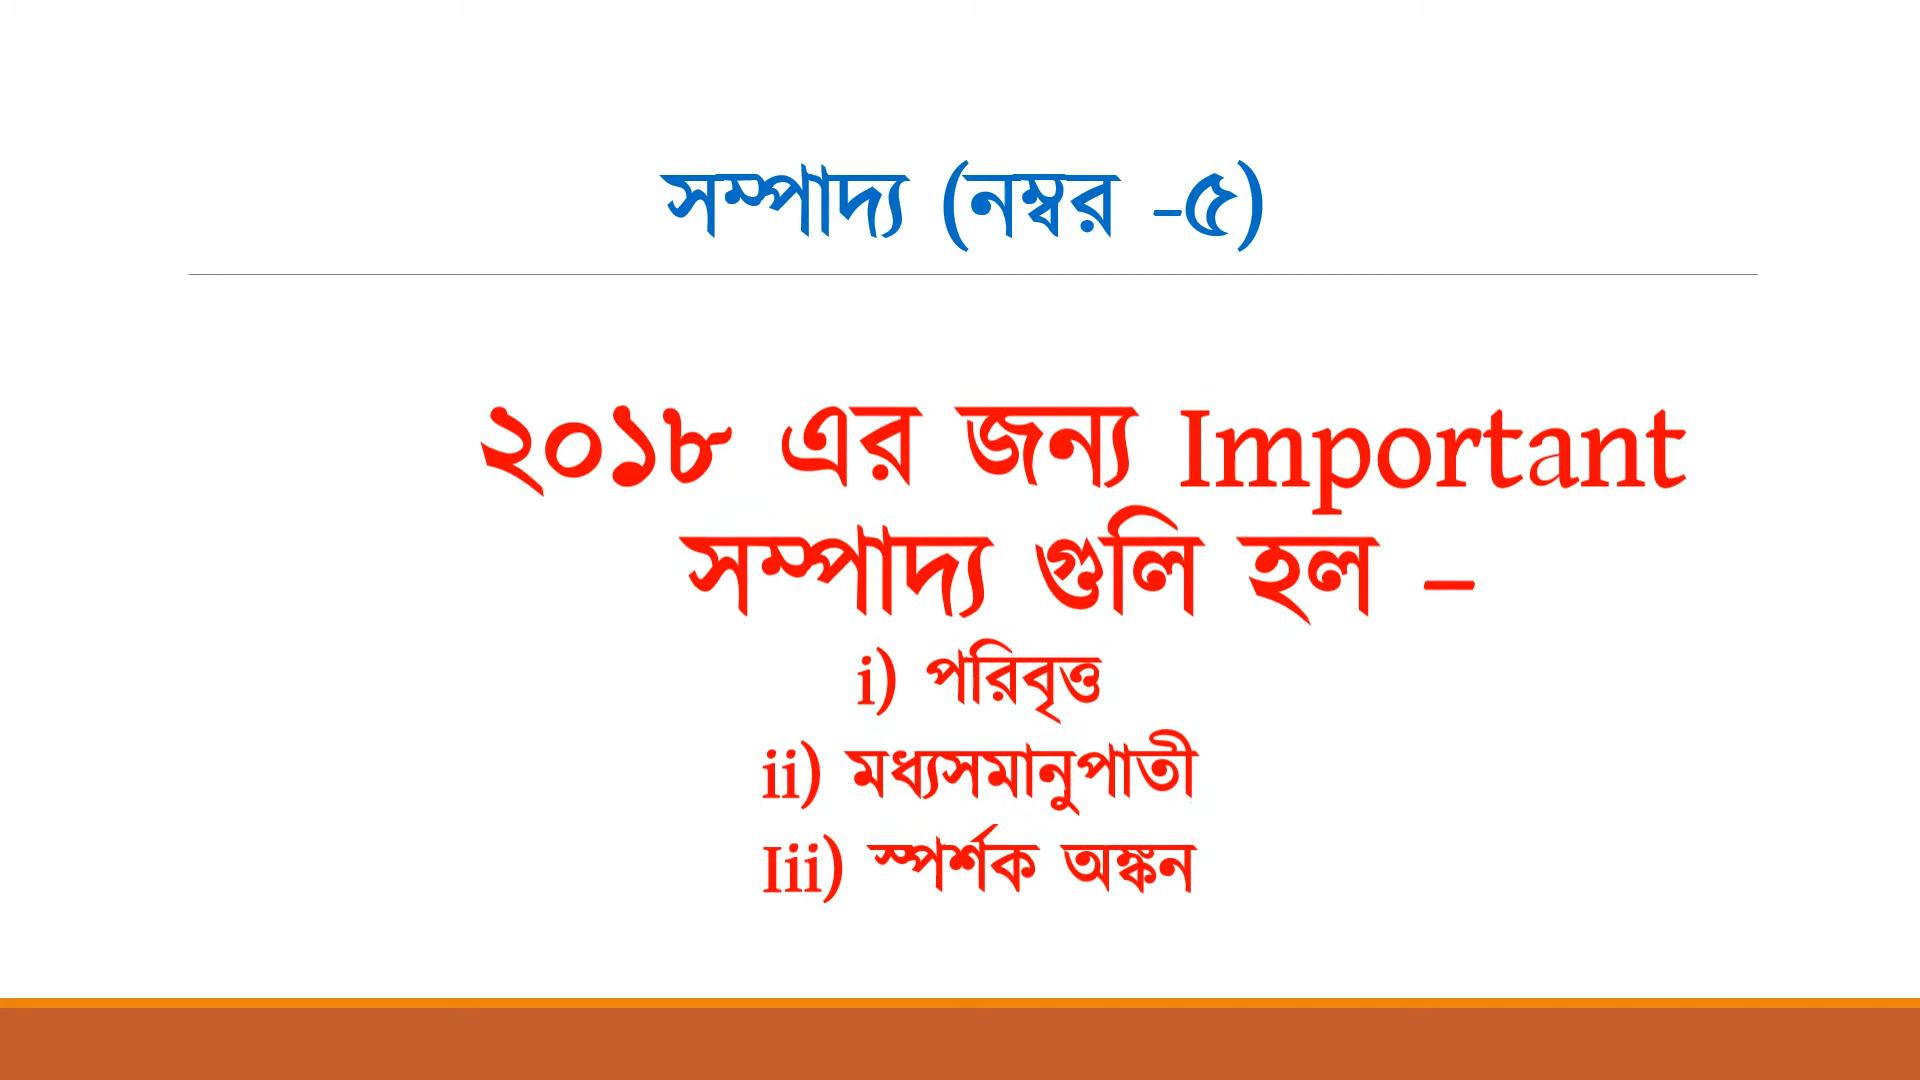 সম্পাদ্য (নম্বর -৫)
২০১৮ এর জন্য Important
সম্পাদ্য গুলি হল –
i) পরিবৃত্ত
ii) মধ্যসমানুপাতী
Iii) স্পর্শক অঙ্কন